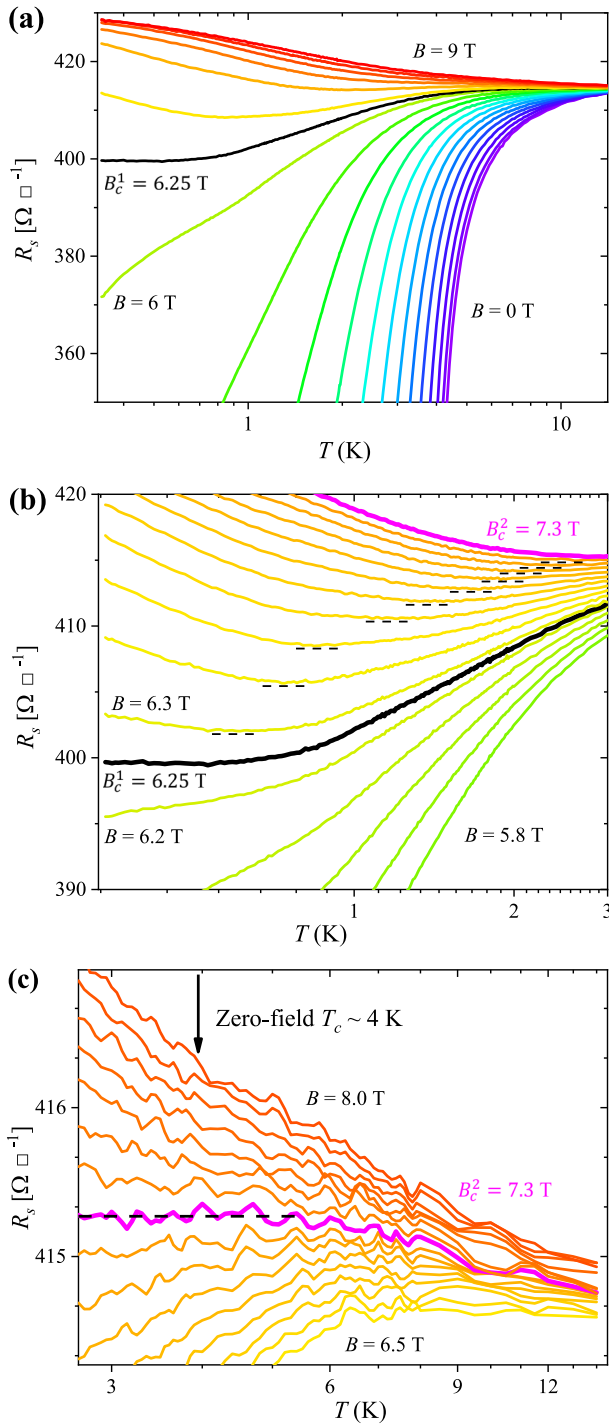 (a)
420
400
380
360
R_s [Ω □⁻¹]
B = 9 T
B_c^1 = 6.25 T
B = 6 T
B = 0 T
1
10
T (K)
(b)
420
410
400
390
R_s [Ω □⁻¹]
B_c^2 = 7.3 T
B = 6.3 T
B_c^1 = 6.25 T
B = 6.2 T
B = 5.8 T
1
2
3
T (K)
(c)
416
415
R_s [Ω □⁻¹]
Zero-field T_c ~ 4 K
B = 8.0 T
B_c^2 = 7.3 T
B = 6.5 T
3
6
9
12
T (K)